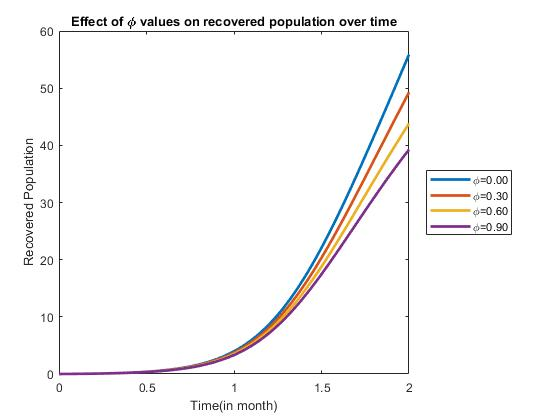 Effect of ϕ values on recovered population over time
60
50
40
30
20
10
0
Recovered Population
0
0.5
1
1.5
2
Time(in month)
ϕ=0.00
ϕ=0.30
ϕ=0.60
ϕ=0.90